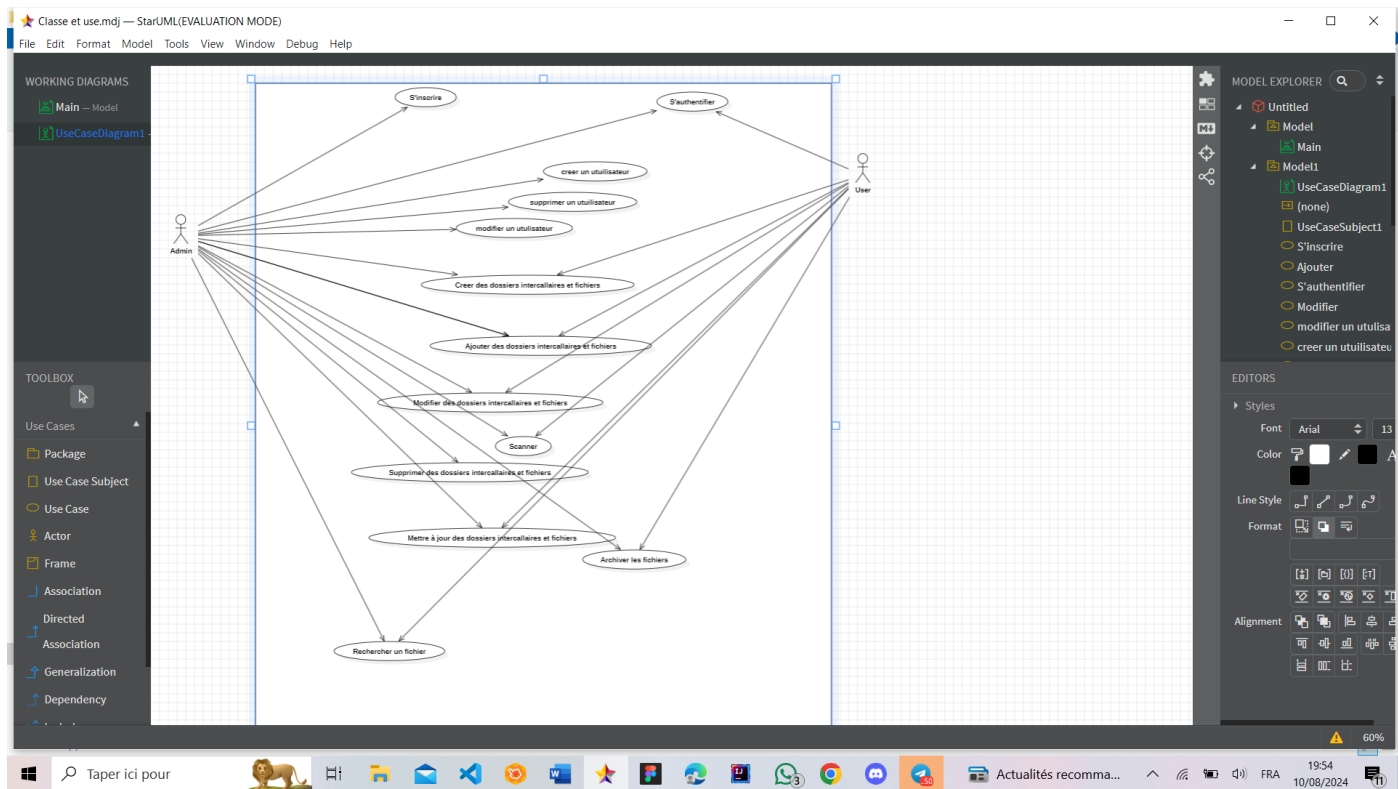 Classe et use.mdj — StarUML(EVALUATION MODE)
File Edit Format Model Tools View Window Debug Help
WORKING DIAGRAMS
Main — Model
UseCaseDiagram1 -
TOOLBOX
Use Cases
Package
Use Case Subject
Use Case
Actor
Frame
Association
Directed
Association
Generalization
Dependency
S'inscrire
S'authentifier
creer un utuilisateur
supprimer un utuilisateur
modifier un utulisateur
User
Admin
Creer des dossiers intercallaires et fichiers
Ajouter des dossiers intercallaires et fichiers
Modifier des dossiers intercallaires et fichiers
Scanner
Supprimer des dossiers intercallaires et fichiers
Mettre à jour des dossiers intercallaires et fichiers
Archiver les fichiers
Rechercher un fichier
MODEL EXPLORER
Untitled
Model
Main
Model1
UseCaseDiagram1
(none)
UseCaseSubject1
S'inscrire
Ajouter
S'authentifier
Modifier
modifier un utulisa
creer un utuilisateu
EDITORS
Styles
Font Arial 13
Color A
Line Style
Format
Alignment
60%
Taper ici pour
3
50
Actualités recomma...
FRA
19:54
10/08/2024
11